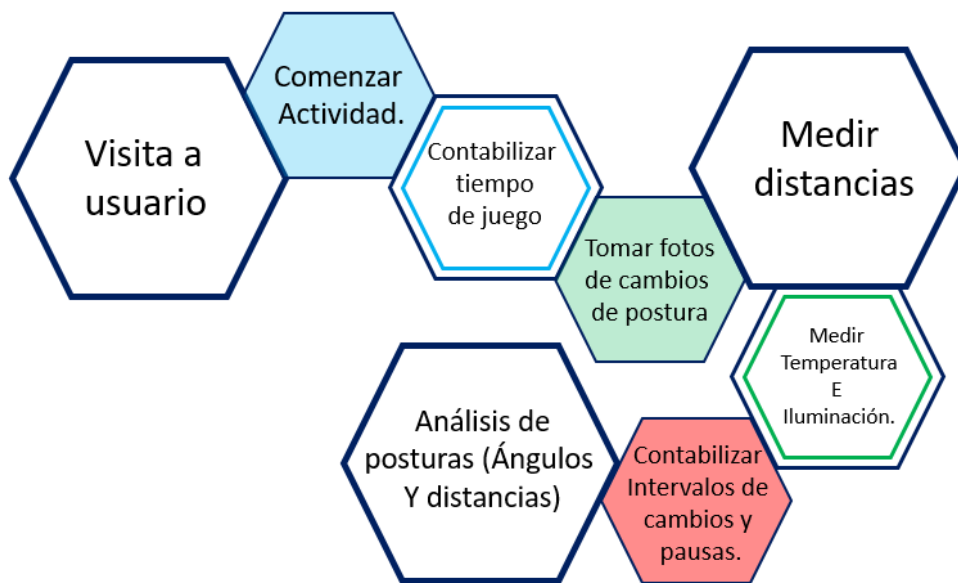 Visita a
usuario
Comenzar
Actividad.
Contabilizar
tiempo
de juego
Tomar fotos
de cambios
de postura
Medir
distancias
Medir
Temperatura
E
Iluminación.
Contabilizar
Intervalos de
cambios y
pausas.
Análisis de
posturas (Ángulos
Y distancias)